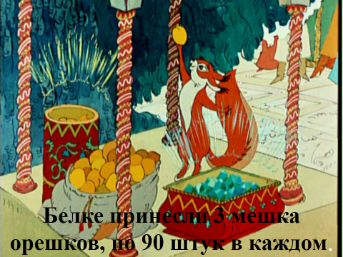 Белке принесли 3 мешка
орешков, по 90 штук в каждом.